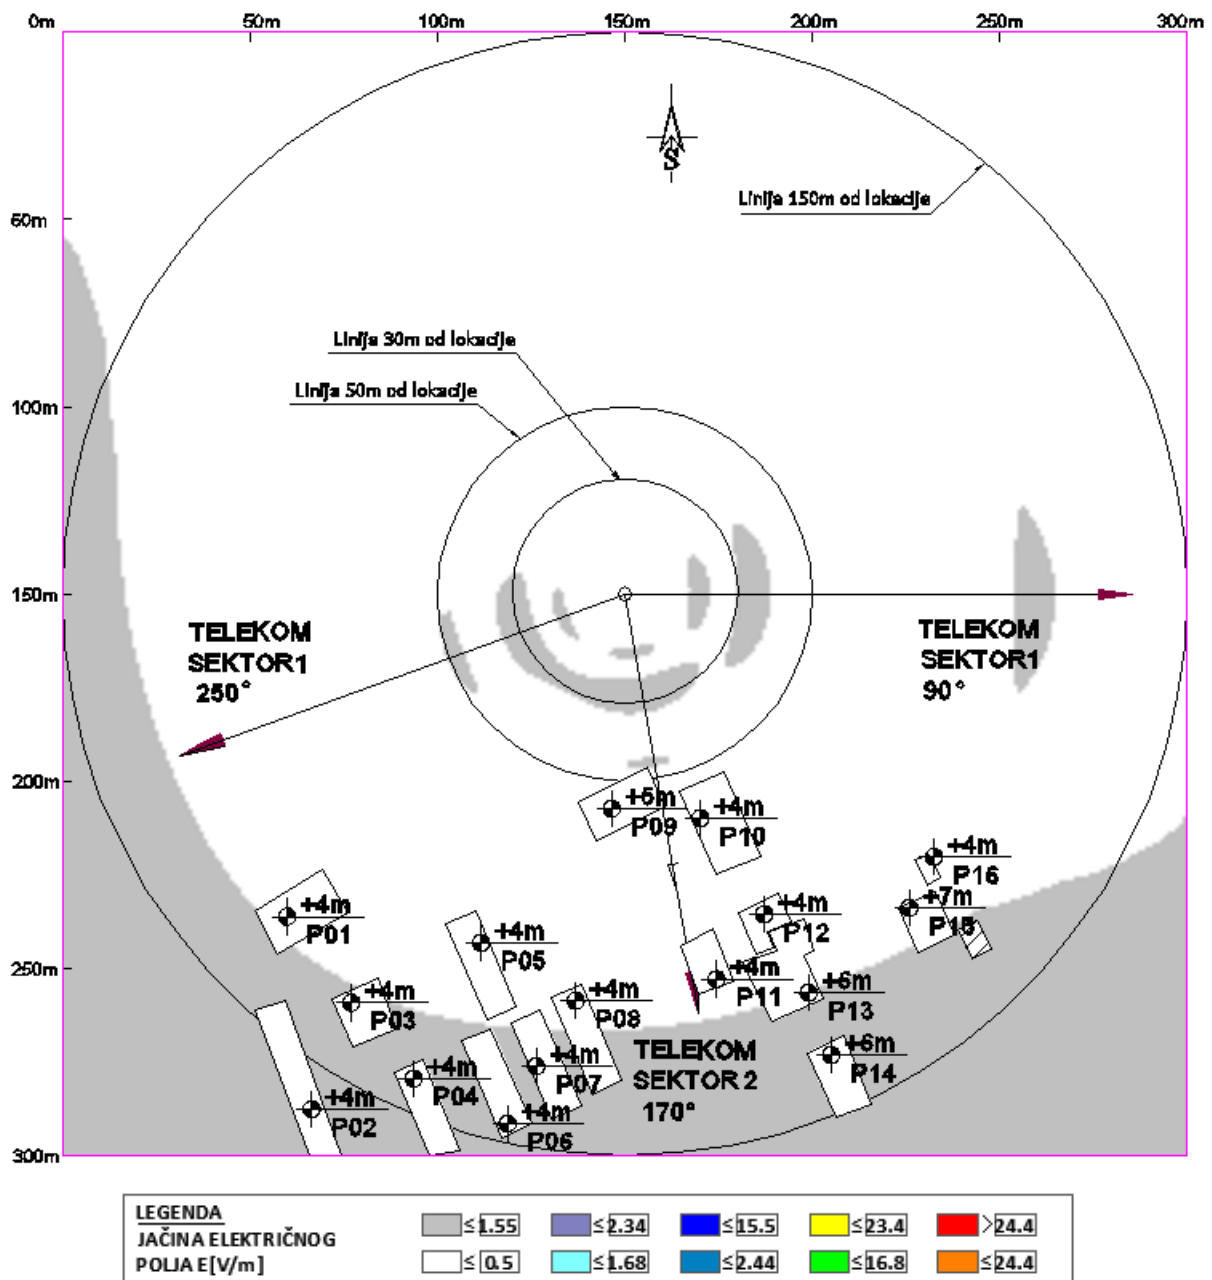 0m 50m 100m 150m 200m 250m 300m
S
Linija 150m od lokacije
50m
Linija 30m od lokacije
Linija 50m od lokacije
100m
150m
TELEKOM
SEKTOR1
250°
TELEKOM
SEKTOR1
90°
200m
+5m
P09
+4m
P10
+4m
P16
+7m
P15
+4m
P01
+4m
P12
+4m
P05
250m
+4m
P11
+6m
P13
+4m
P03
+4m
P08
TELEKOM
SEKTOR 2
170°
+6m
P14
+4m
P04
+4m
P07
+4m
P02
+4m
P06
300m
LEGENDA
JAČINA ELEKTRIČNOG
POLJA E[V/m]
≤1.55 ≤2.34 ≤15.5 ≤23.4 >24.4
≤ 0.5 ≤1.68 ≤2.44 ≤16.8 ≤24.4